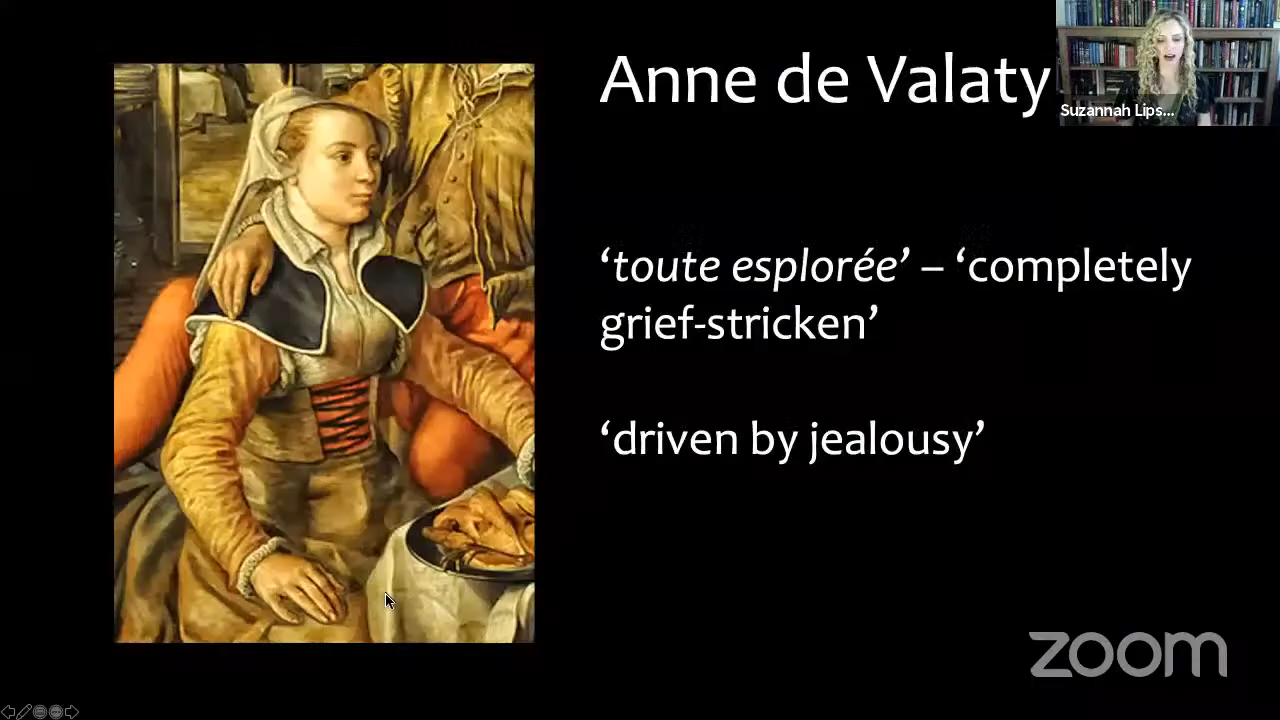 Anne de Valaty
Suzannah Lips...
‘toute esplorée’ – ‘completely
grief-stricken’
‘driven by jealousy’
zoom